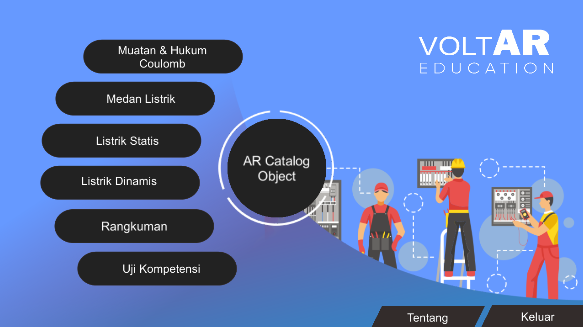 VOLTAR
EDUCATION
Muatan & Hukum
Coulomb
Medan Listrik
Listrik Statis
Listrik Dinamis
Rangkuman
Uji Kompetensi
AR Catalog
Object
Tentang
Keluar